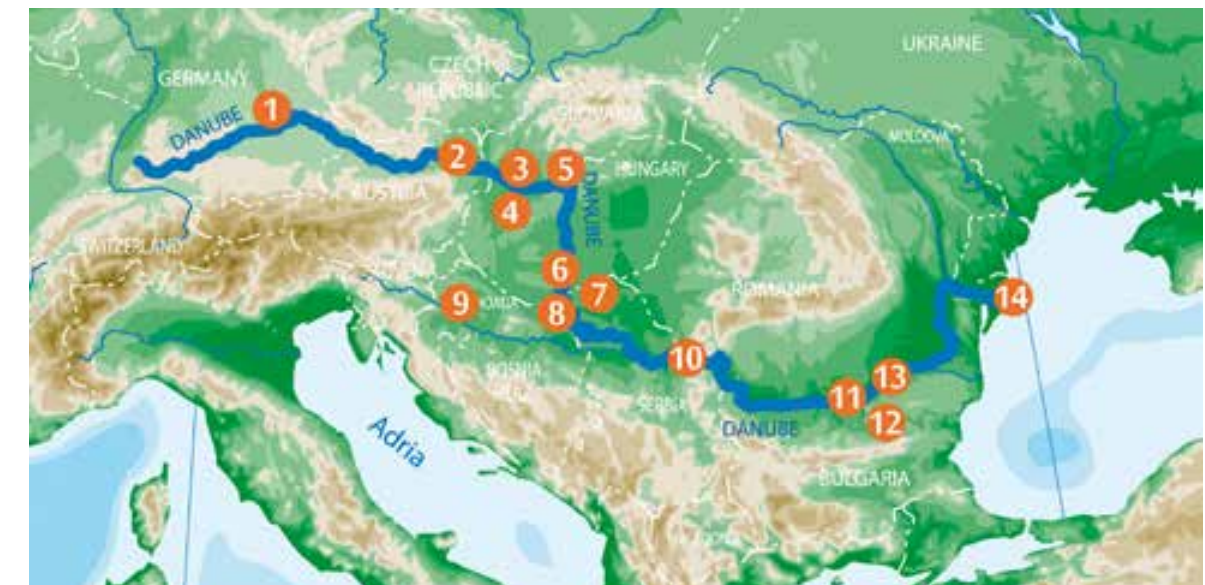 UKRAINE
GERMANY
CZECH
REPUBLIC
1
DANUBE
SLOVAKIA
MOLDOVA
2
3
5
HUNGARY
AUSTRIA
4
DANUBE
SWITZERLAND
6
7
ROMANIA
14
9
8
10
BOSNIA
13
11
SERBIA
12
DANUBE
Adria
BULGARIA